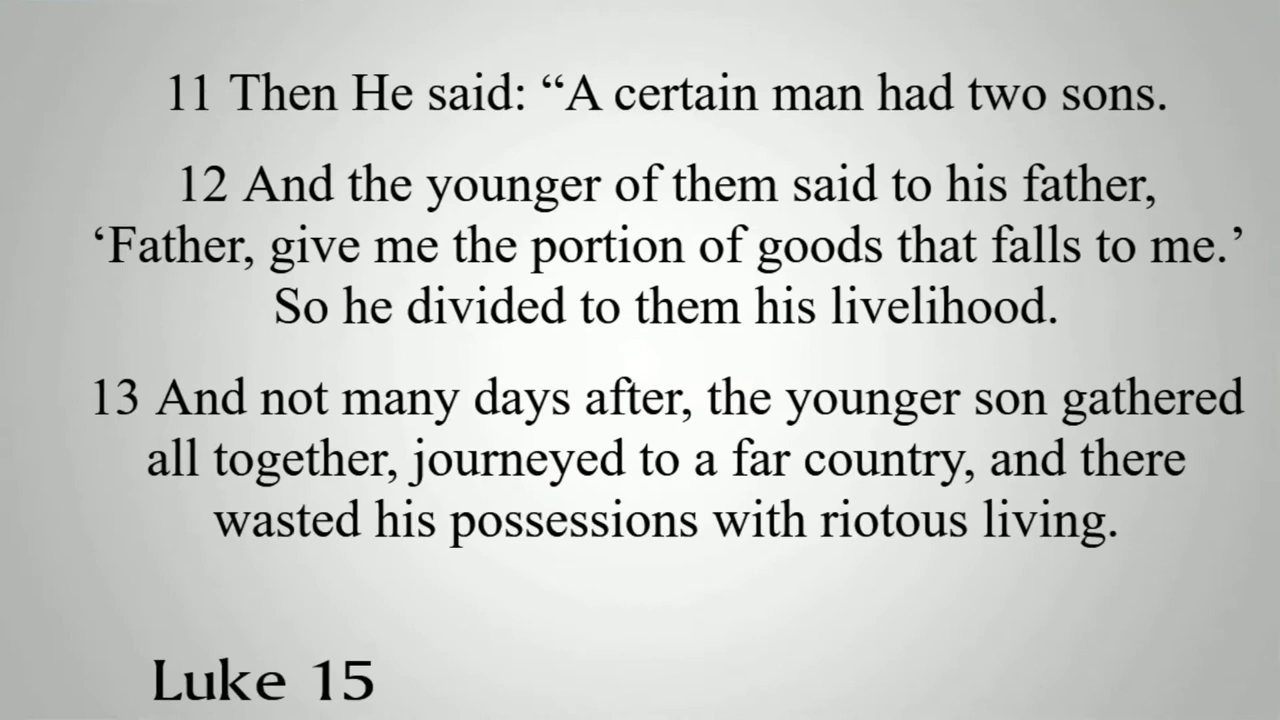 11 Then He said: “A certain man had two sons.
12 And the younger of them said to his father,
‘Father, give me the portion of goods that falls to me.’
So he divided to them his livelihood.
13 And not many days after, the younger son gathered
all together, journeyed to a far country, and there
wasted his possessions with riotous living.
Luke 15